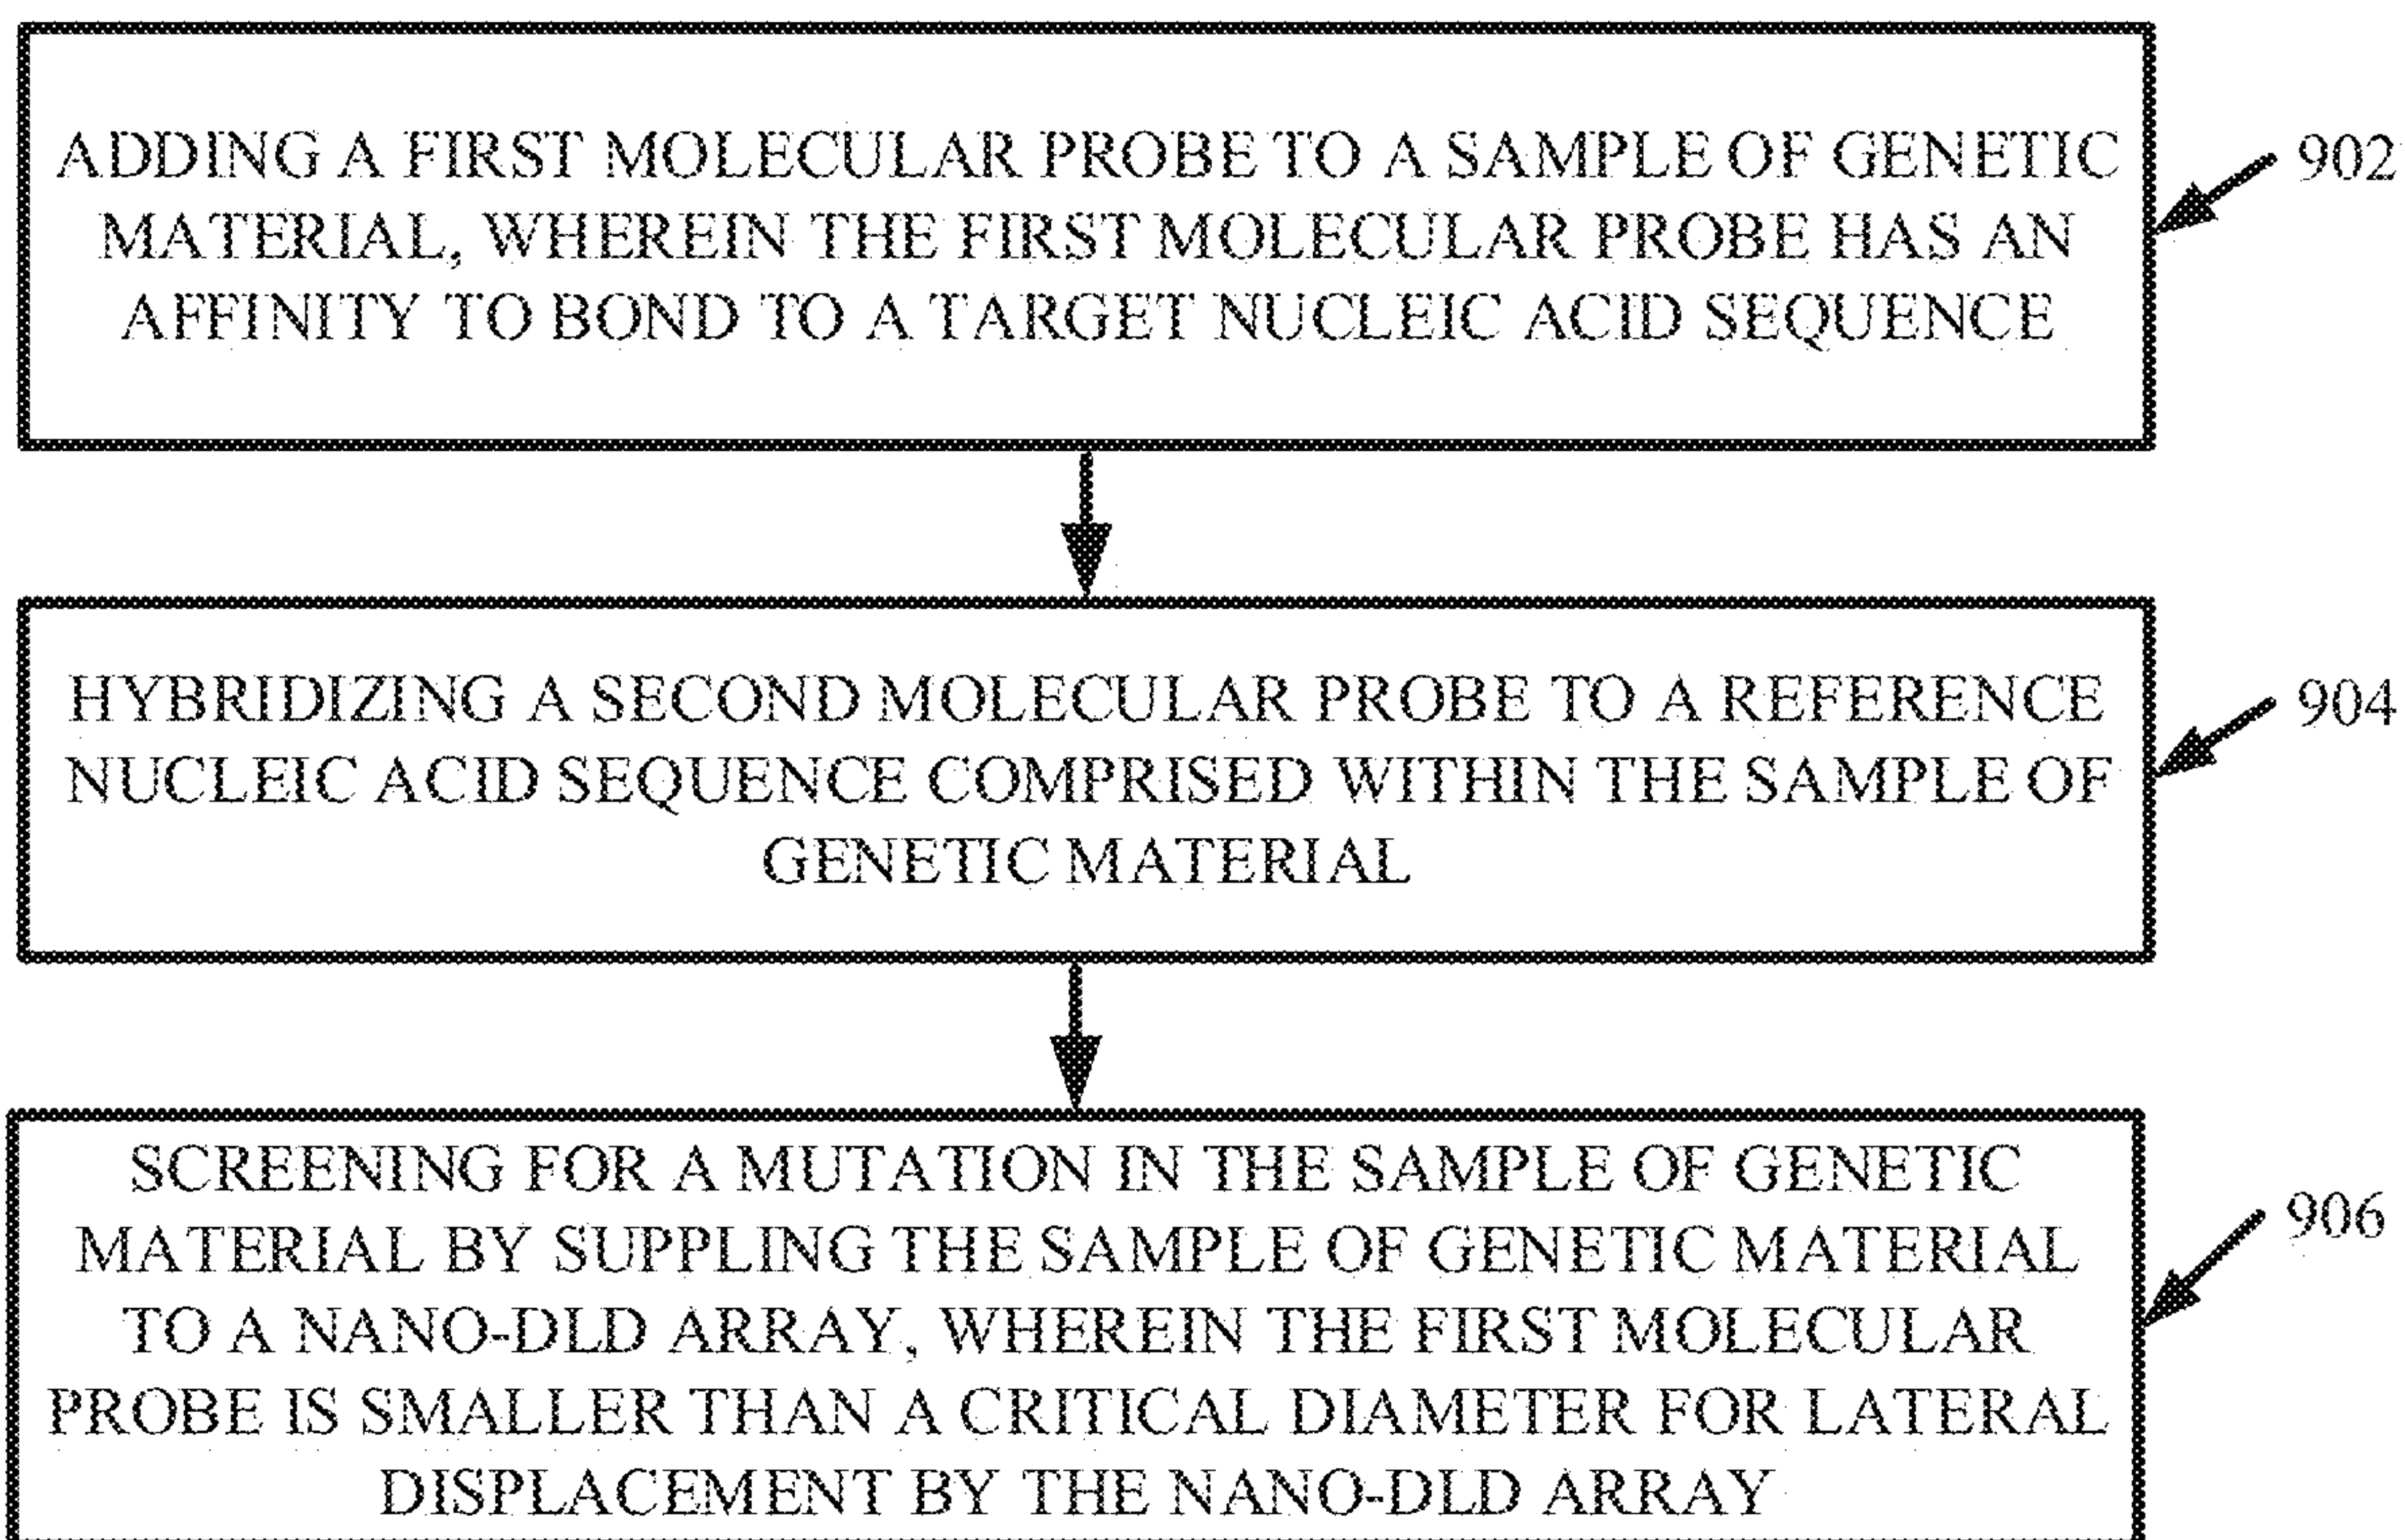 ADDING A FIRST MOLECULAR PROBE TO A SAMPLE OF GENETIC
MATERIAL, WHEREIN THE FIRST MOLECULAR PROBE HAS AN
AFFINITY TO BOND TO A TARGET NUCLEIC ACID SEQUENCE
902
HYBRIDIZING A SECOND MOLECULAR PROBE TO A REFERENCE
NUCLEIC ACID SEQUENCE COMPRISED WITHIN THE SAMPLE OF
GENETIC MATERIAL
904
SCREENING FOR A MUTATION IN THE SAMPLE OF GENETIC
MATERIAL BY SUPPLING THE SAMPLE OF GENETIC MATERIAL
TO A NANO-DLD ARRAY, WHEREIN THE FIRST MOLECULAR
PROBE IS SMALLER THAN A CRITICAL DIAMETER FOR LATERAL
DISPLACEMENT BY THE NANO-DLD ARRAY
906